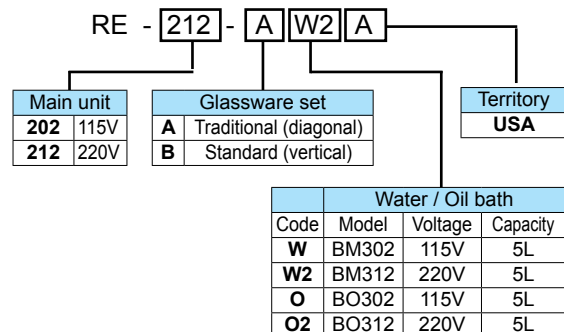 RE - 212 - A W2 A
Main unit
202 115V
212 220V
Glassware set
A Traditional (diagonal)
B Standard (vertical)
Territory
USA
Water / Oil bath
Code Model Voltage Capacity
W BM302 115V 5L
W2 BM312 220V 5L
O BO302 115V 5L
O2 BO312 220V 5L